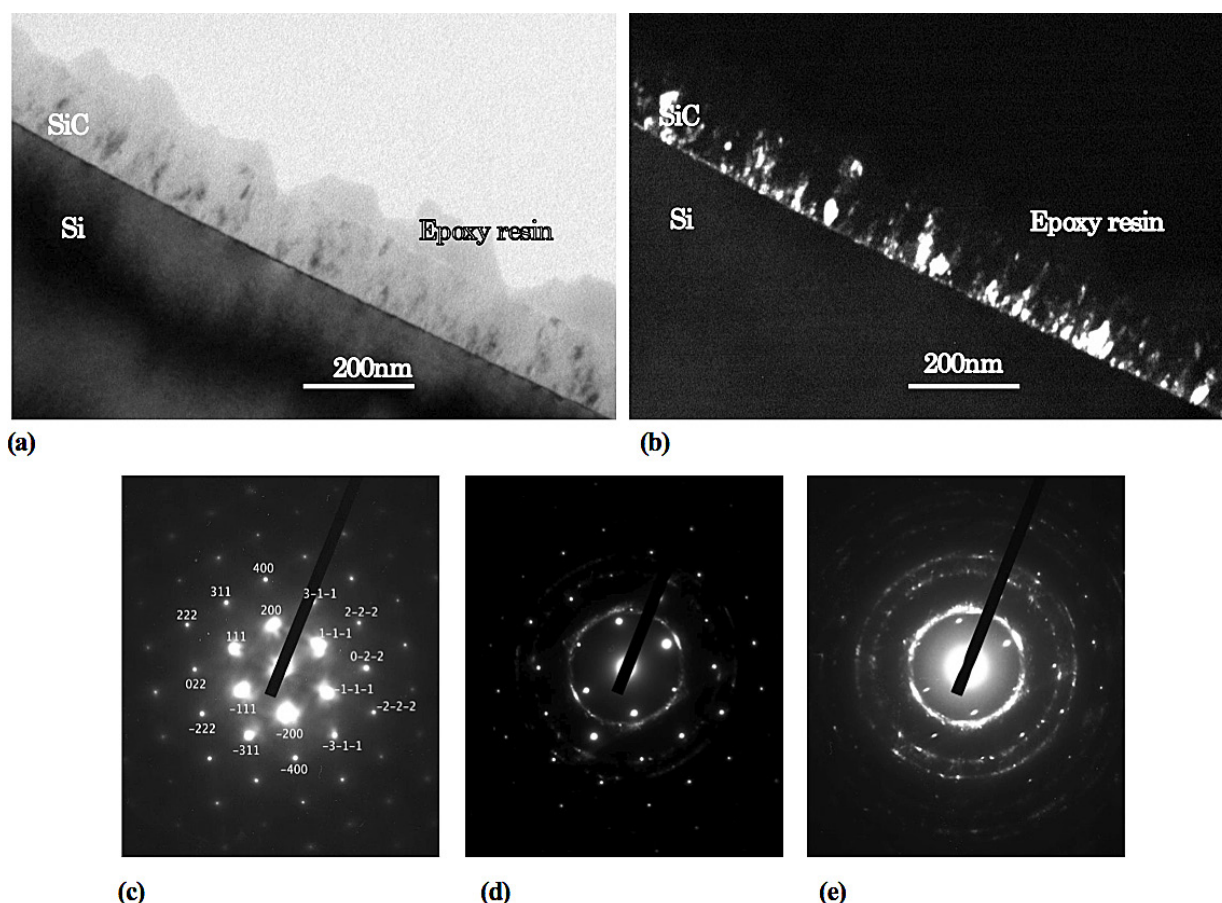 SiC
Si
Epoxy resin
200nm
SiC
Si
Epoxy resin
200nm
(a)
(b)
400
311
3-1-1
222
200
2-2-2
111
1-1-1
0-2-2
022
-111
-1-1-1
-222
-200
-2-2-2
-311
-3-1-1
-400
(c)
(d)
(e)